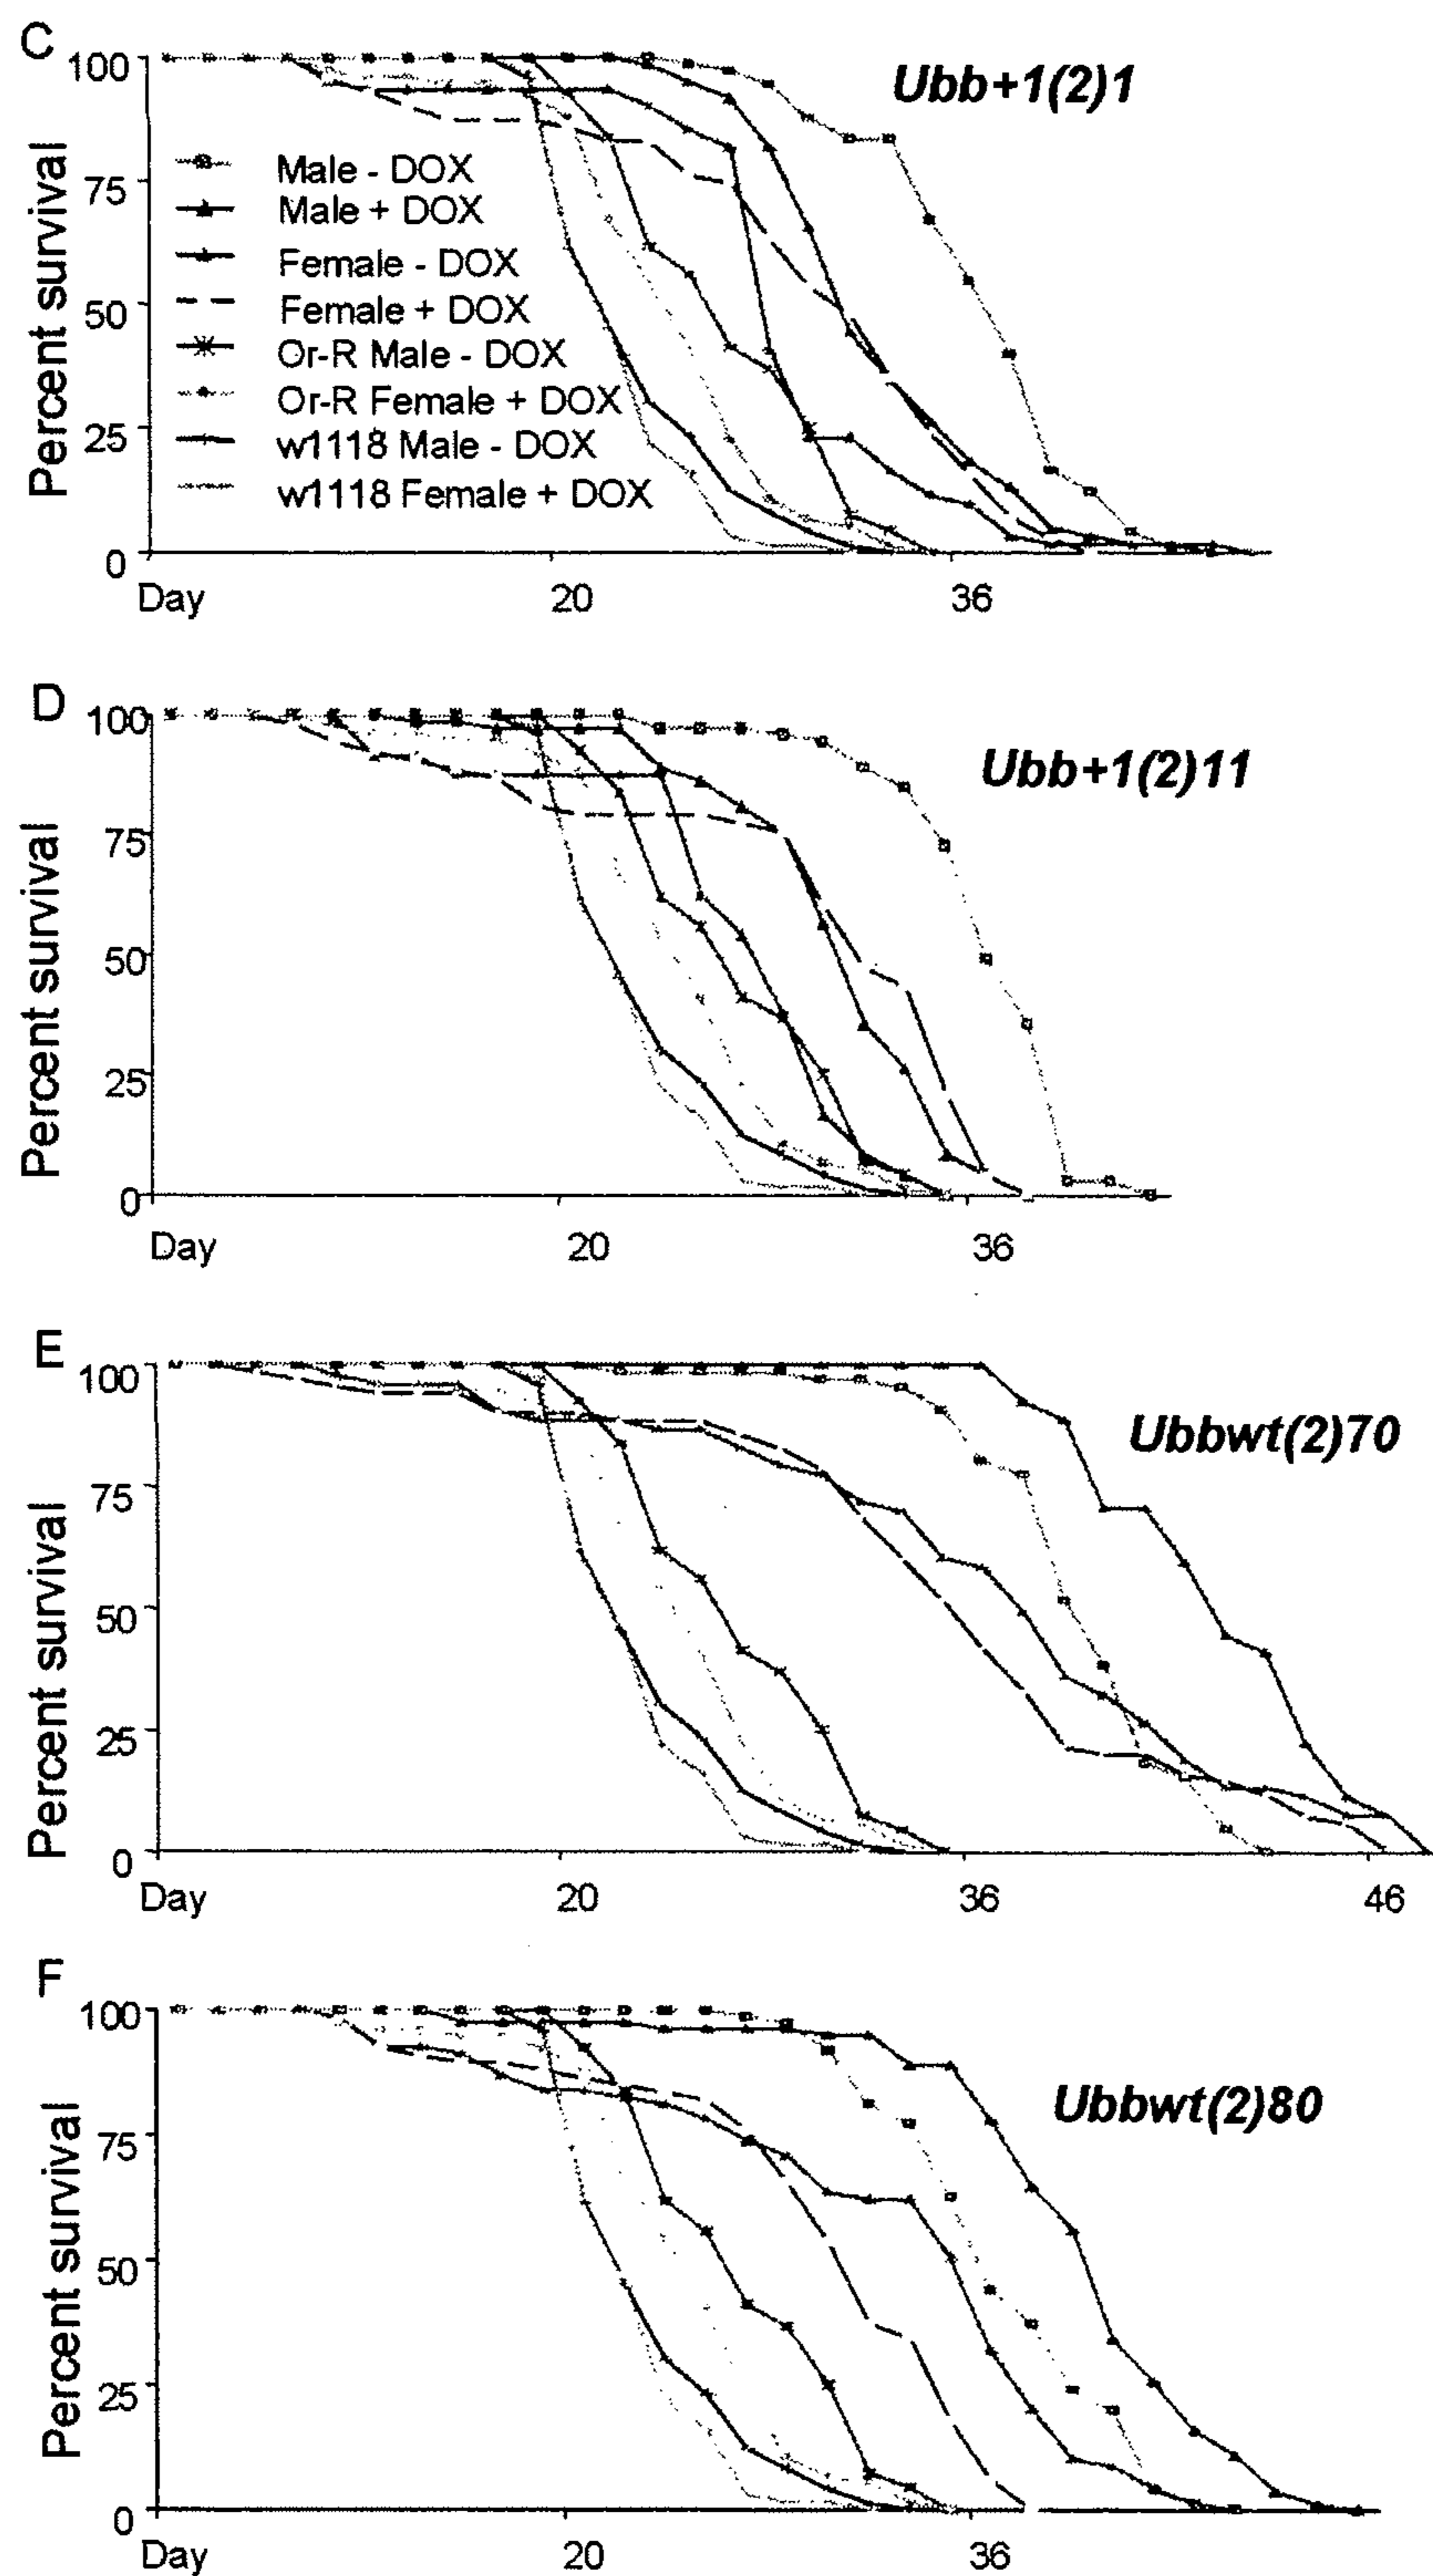 C
100
Ubb+1(2)1
Percent survival
75
50
25
0
Male - DOX
Male + DOX
Female - DOX
Female + DOX
Or-R Male - DOX
Or-R Female + DOX
w1118 Male - DOX
w1118 Female + DOX
Day 20 36
D
100
Ubb+1(2)11
Percent survival
75
50
25
0
Day 20 36
E
100
Ubbwt(2)70
Percent survival
75
50
25
0
Day 20 36 46
F
100
Ubbwt(2)80
Percent survival
75
50
25
0
Day 20 36